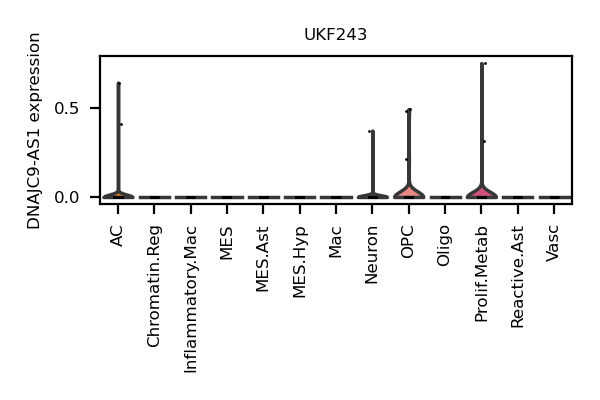 UKF243
DNAJC9-AS1 expression
0.5
0.0
AC
Chromatin.Reg
Inflammatory.Mac
MES
MES.Ast
MES.Hyp
Mac
Neuron
OPC
Oligo
Prolif.Metab
Reactive.Ast
Vasc